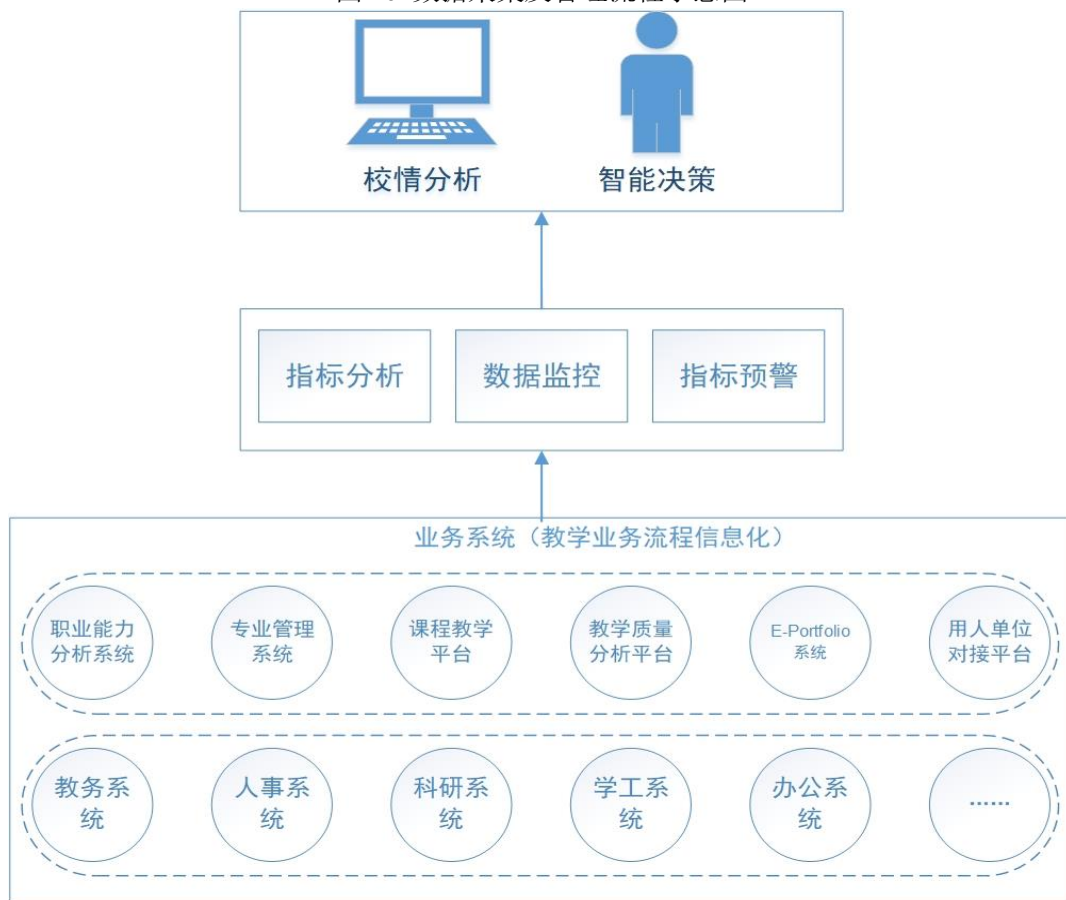 校情分析
智能决策
指标分析
数据监控
指标预警
业务系统（教学业务流程信息化）
职业能力
分析系统
专业管理
系统
课程教学
平台
教学质量
分析平台
E-Portfolio
系统
用人单位
对接平台
教务系
统
人事系
统
科研系
统
学工系
统
办公系
统
……